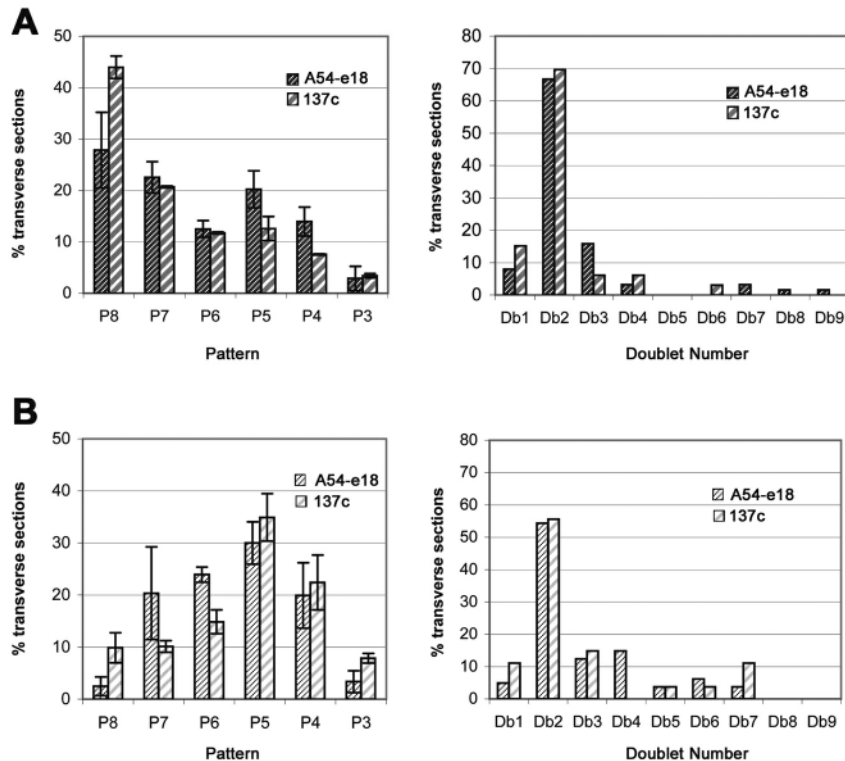 A
% transverse sections
50
40
30
20
10
0
A54-e18
137c
P8 P7 P6 P5 P4 P3
Pattern
% transverse sections
80
70
60
50
40
30
20
10
0
A54-e18
137c
Db1 Db2 Db3 Db4 Db5 Db6 Db7 Db8 Db9
Doublet Number
B
% transverse sections
50
40
30
20
10
0
A54-e18
137c
P8 P7 P6 P5 P4 P3
Pattern
% transverse sections
80
70
60
50
40
30
20
10
0
A54-e18
137c
Db1 Db2 Db3 Db4 Db5 Db6 Db7 Db8 Db9
Doublet Number